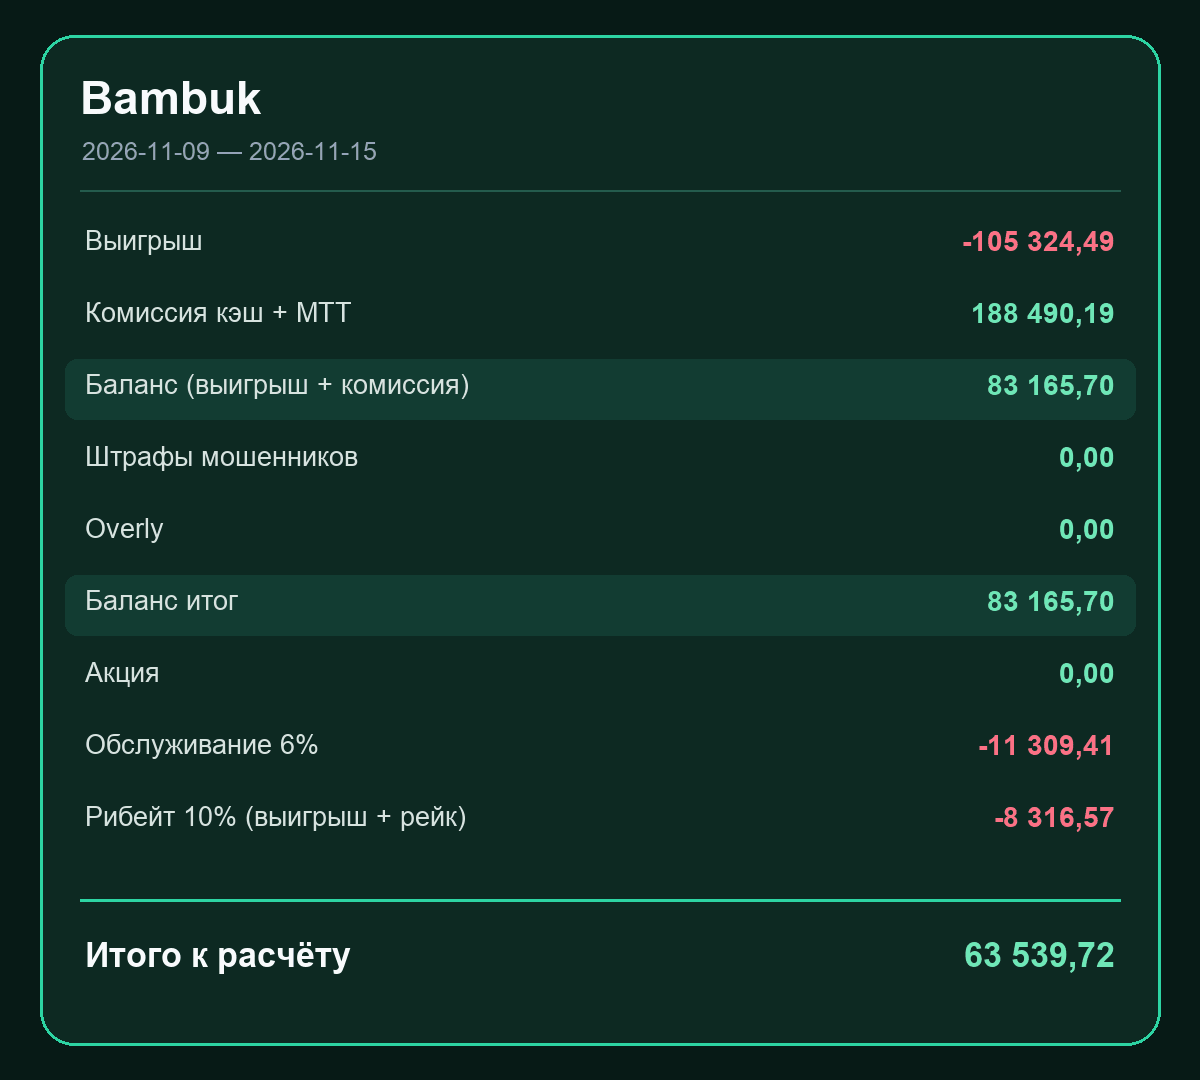 Bambuk
2026-11-09 — 2026-11-15
Выигрыш -105 324,49
Комиссия кэш + МТТ 188 490,19
Баланс (выигрыш + комиссия) 83 165,70
Штрафы мошенников 0,00
Overly 0,00
Баланс итог 83 165,70
Акция 0,00
Обслуживание 6% -11 309,41
Рибейт 10% (выигрыш + рейк) -8 316,57
Итого к расчёту 63 539,72